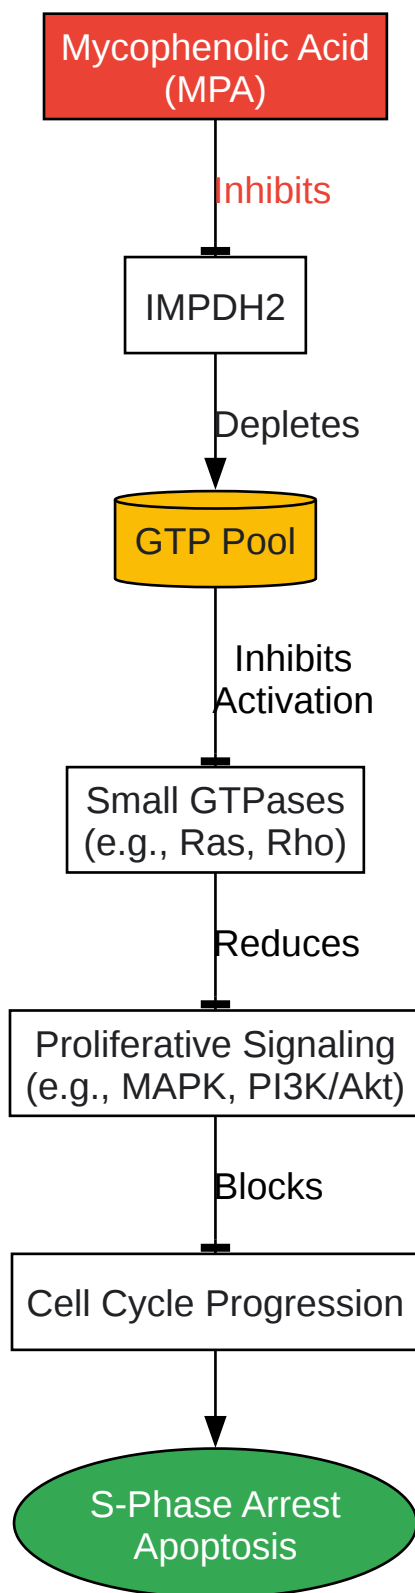 Mycophenolic Acid
(MPA)
Inhibits
IMPDH2
Depletes
GTP Pool
Inhibits
Activation
Small GTPases
(e.g., Ras, Rho)
Reduces
Proliferative Signaling
(e.g., MAPK, PI3K/Akt)
Blocks
Cell Cycle Progression
S-Phase Arrest
Apoptosis